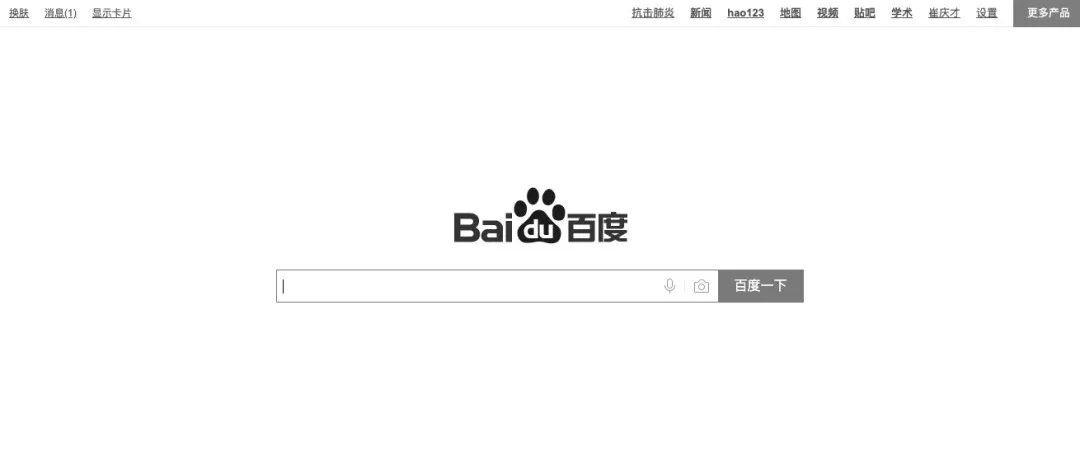 换肤 消息(1) 显示卡片 抗击肺炎 新闻 hao123 地图 视频 贴吧 学术 崔庆才 设置 更多产品
Bai du 百度
百度一下